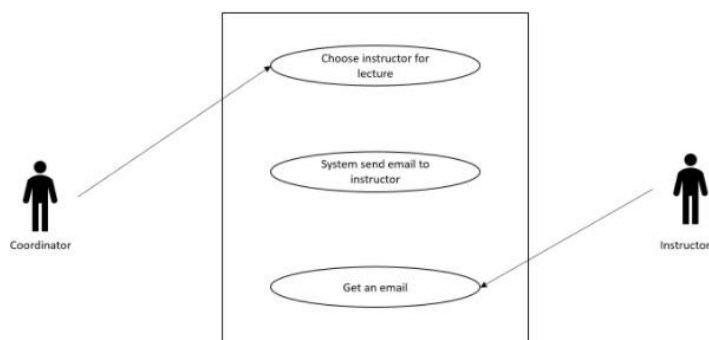 Choose instructor for
lecture
System send email to
instructor
Coordinator
Instructor
Get an email